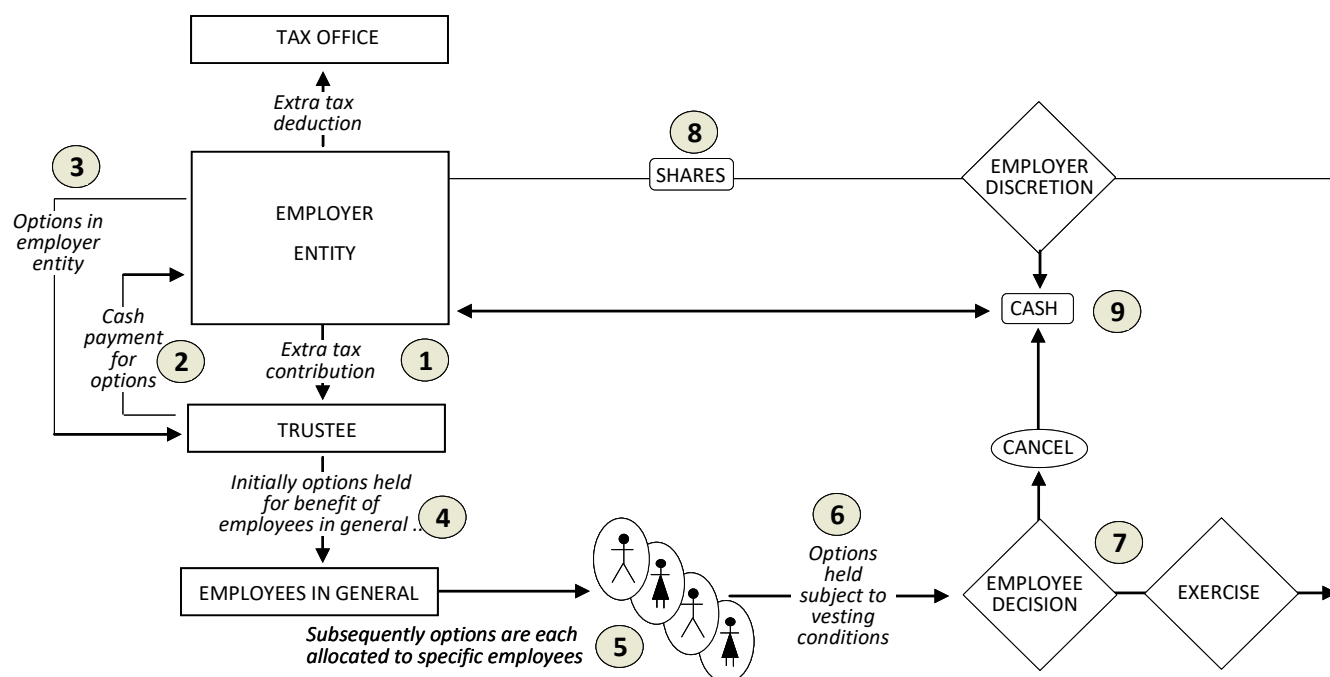 TAX OFFICE
Extra tax
deduction
3
8
SHARES
EMPLOYER
DISCRETION
Options in
employer
entity
EMPLOYER
ENTITY
CASH
9
Cash
payment
for
options
2
Extra tax
contribution
1
TRUSTEE
CANCEL
Initially options held
for benefit of
employees in general ..
4
6
Options
held
subject to
vesting
conditions
7
EMPLOYEE
DECISION
EXERCISE
EMPLOYEES IN GENERAL
Subsequently options are each
allocated to specific employees
5